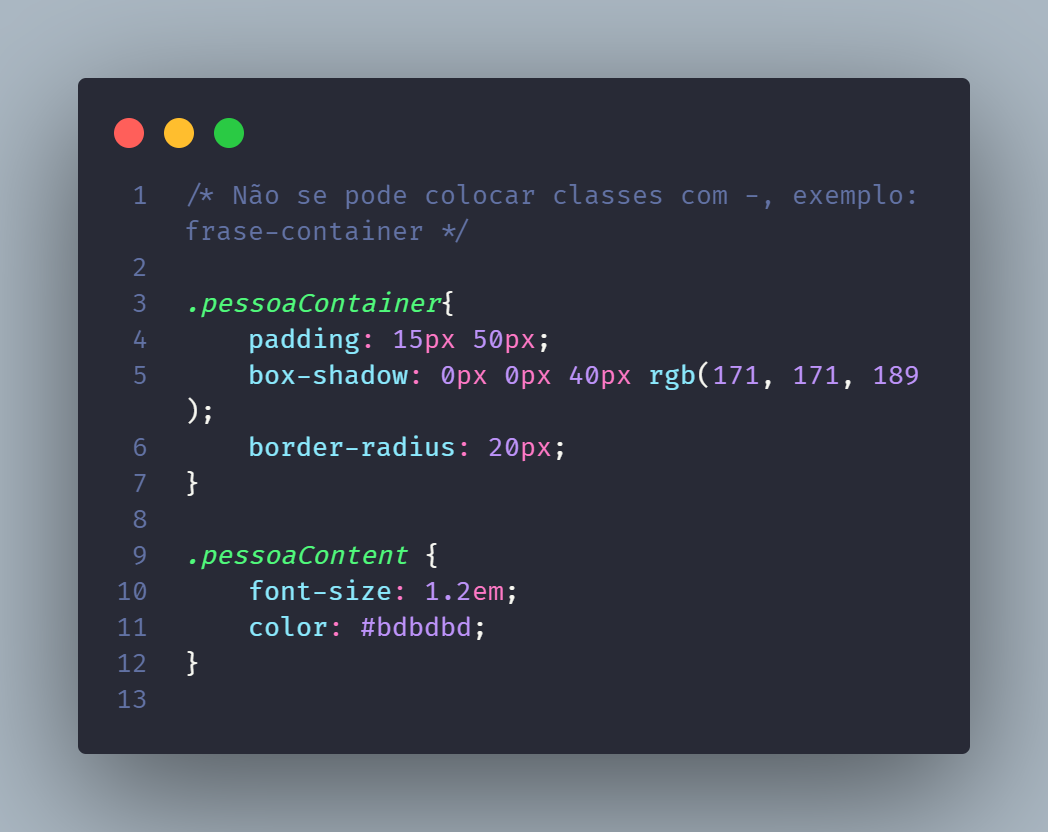 1 /* Não se pode colocar classes com -, exemplo:
frase-container */
2
3 .pessoaContainer{
4     padding: 15px 50px;
5     box-shadow: 0px 0px 40px rgb(171, 171, 189
);
6     border-radius: 20px;
7 }
8
9 .pessoaContent {
10     font-size: 1.2em;
11     color: #bdbdbd;
12 }
13